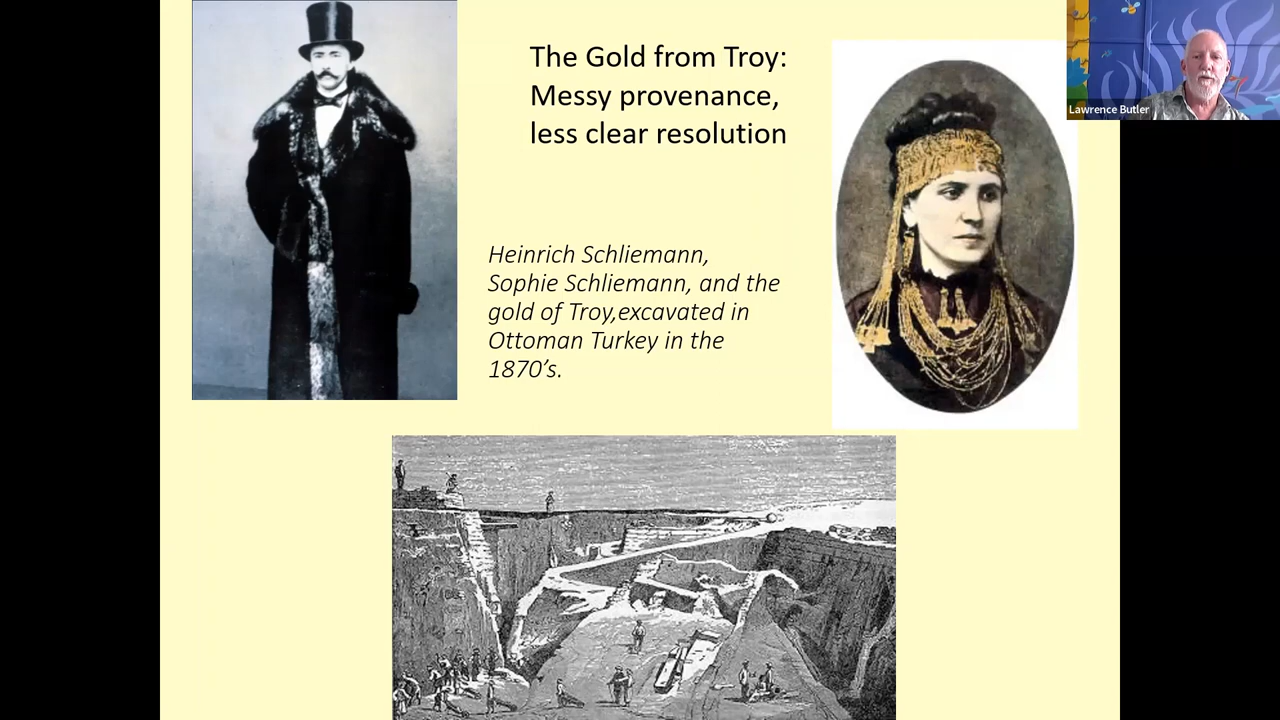 The Gold from Troy:
Messy provenance,
less clear resolution
Lawrence Butler
Heinrich Schliemann,
Sophie Schliemann, and the
gold of Troy,excavated in
Ottoman Turkey in the
1870’s.